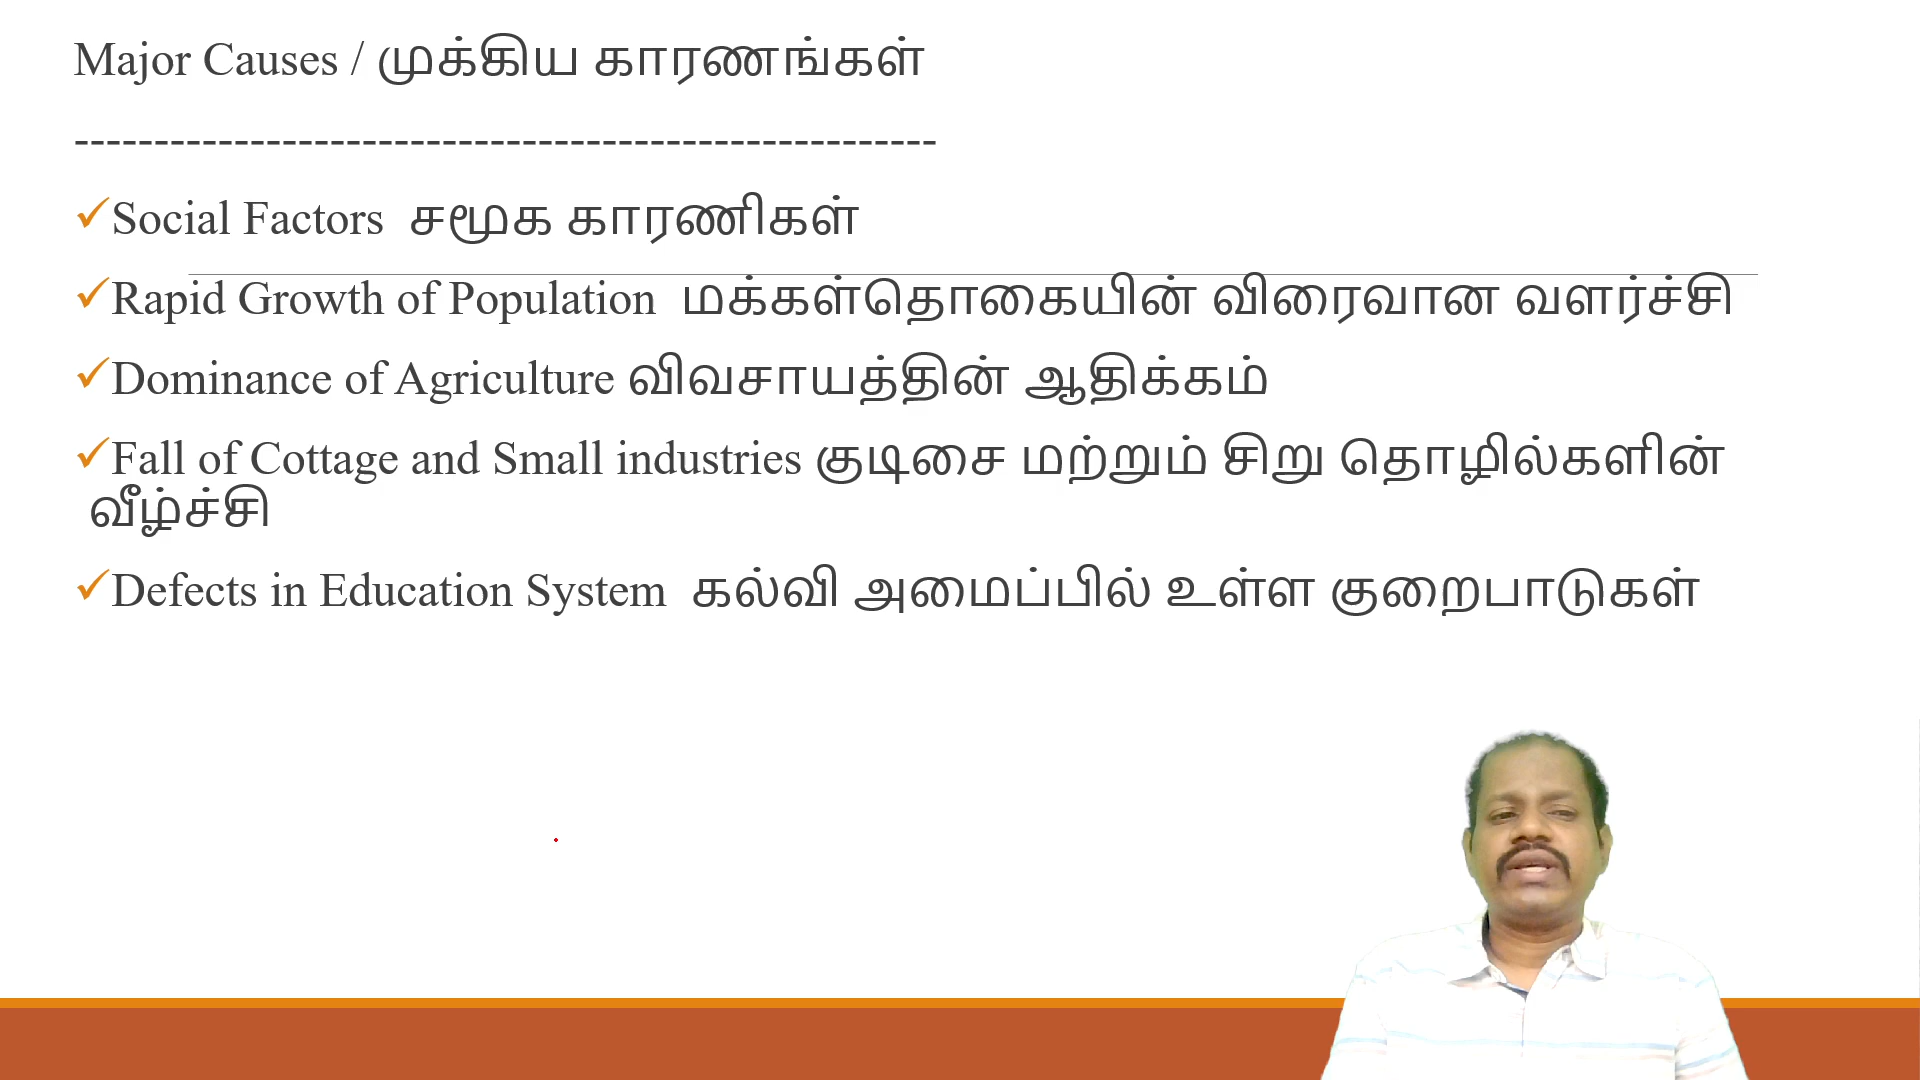 Major Causes / முக்கிய காரணங்கள்
------------------------------------------------------
✓Social Factors சமூக காரணிகள்
✓Rapid Growth of Population மக்கள்தொகையின் விரைவான வளர்ச்சி
✓Dominance of Agriculture விவசாயத்தின் ஆதிக்கம்
✓Fall of Cottage and Small industries குடிசை மற்றும் சிறு தொழில்களின்
வீழ்ச்சி
✓Defects in Education System கல்வி அமைப்பில் உள்ள குறைபாடுகள்